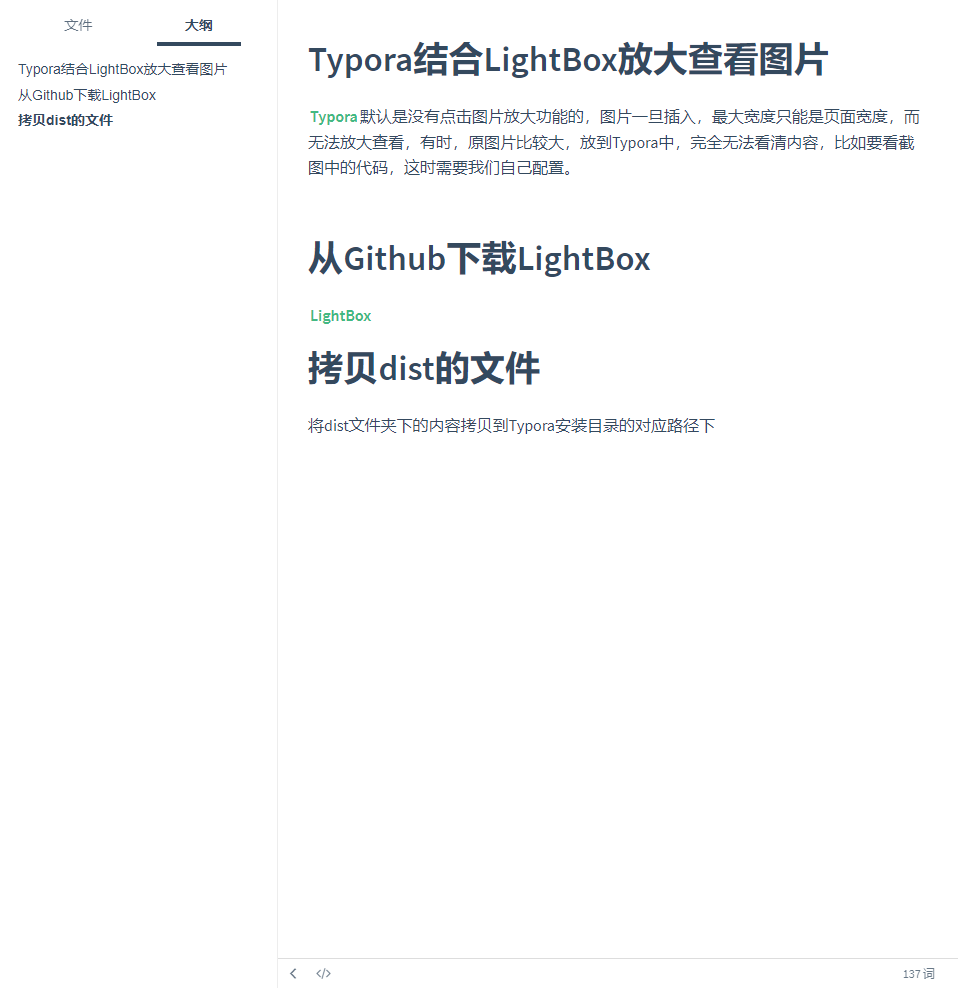 文件 大纲
Typora结合LightBox放大查看图片
从Github下载LightBox
拷贝dist的文件
Typora结合LightBox放大查看图片
Typora默认是没有点击图片放大功能的，图片一旦插入，最大宽度只能是页面宽度，而
无法放大查看，有时，原图片比较大，放到Typora中，完全无法看清内容，比如要看截
图中的代码，这时需要我们自己配置。
从Github下载LightBox
LightBox
拷贝dist的文件
将dist文件夹下的内容拷贝到Typora安装目录的对应路径下
137 词